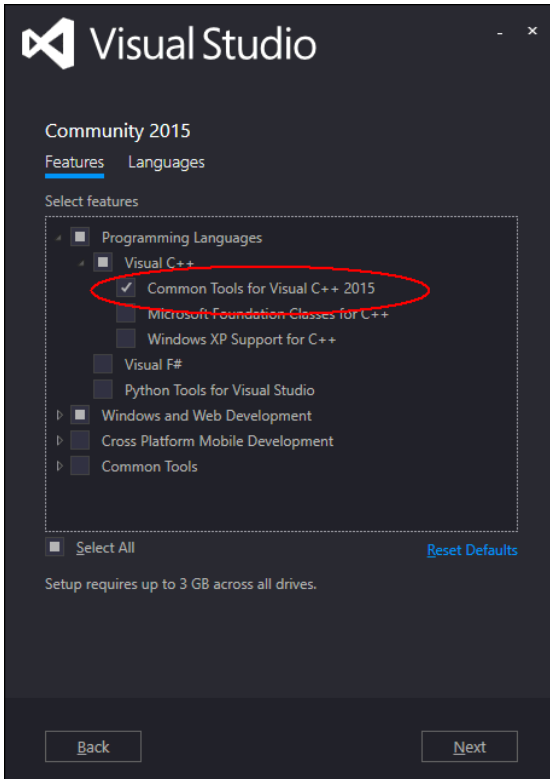 Visual Studio
Community 2015
Features Languages
Select features
Programming Languages
Visual C++
Common Tools for Visual C++ 2015
Microsoft Foundation Classes for C++
Windows XP Support for C++
Visual F#
Python Tools for Visual Studio
Windows and Web Development
Cross Platform Mobile Development
Common Tools
Select All Reset Defaults
Setup requires up to 3 GB across all drives.
Back Next